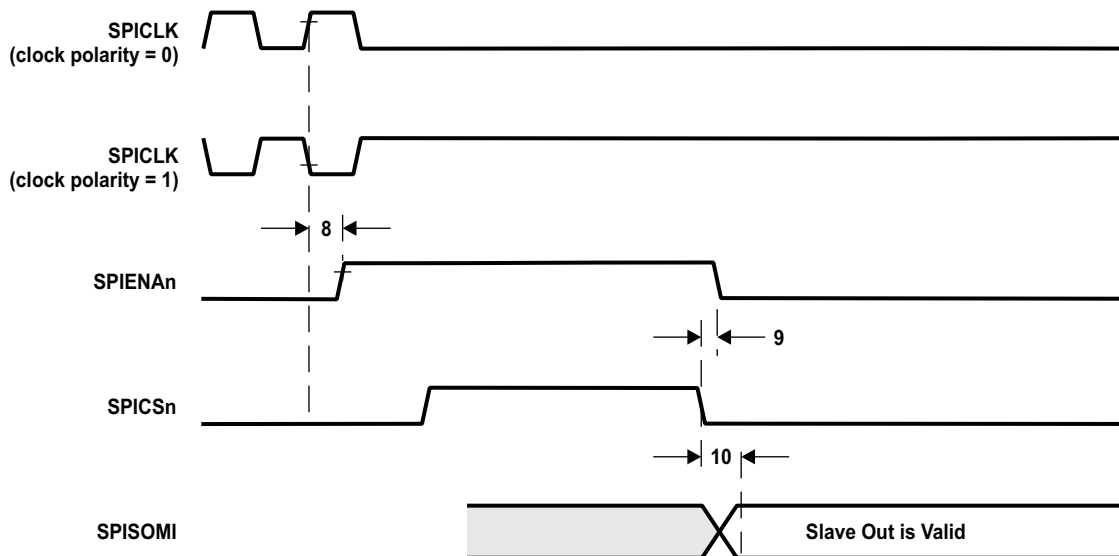 SPICLK
(clock polarity = 0)
SPICLK
(clock polarity = 1)
8
SPIENAn
9
SPICSn
10
SPISOMI
Slave Out is Valid